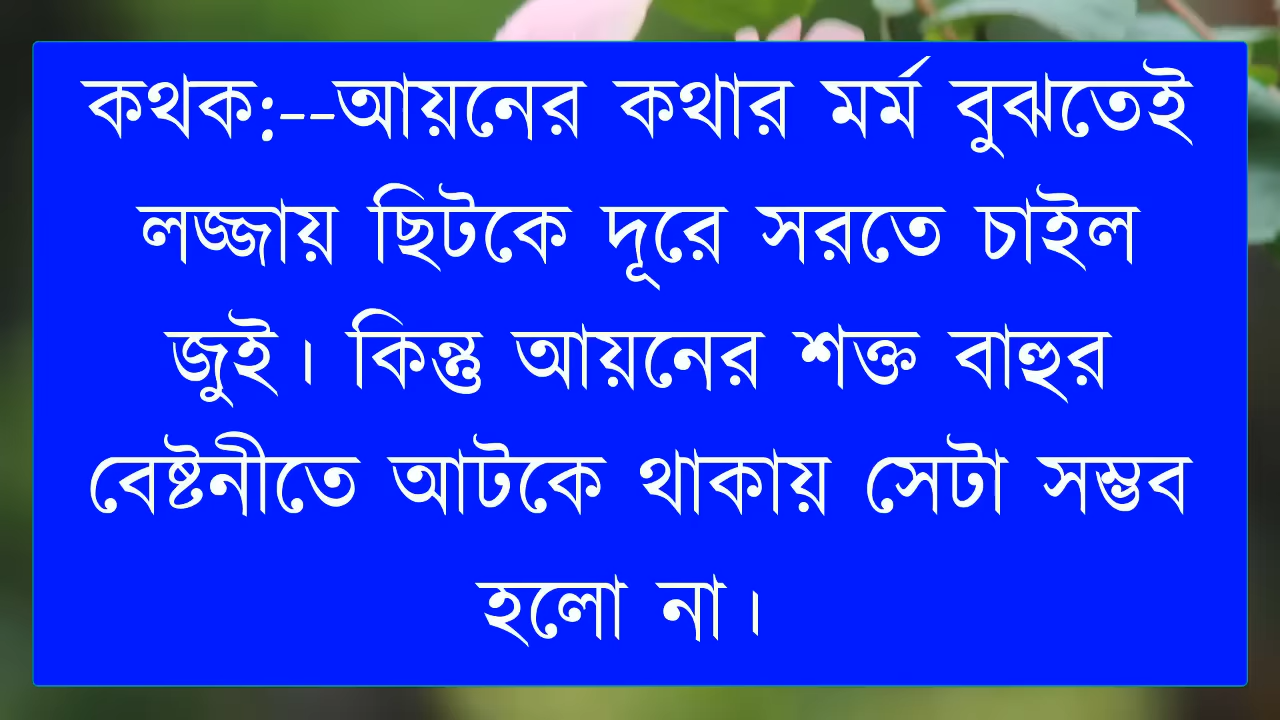 কথক:--আয়নের কথার মর্ম বুঝতেই
লজ্জায় ছিটকে দূরে সরতে চাইল
জুই। কিন্তু আয়নের শক্ত বাহুর
বেষ্টনীতে আটকে থাকায় সেটা সম্ভব
হলো না।